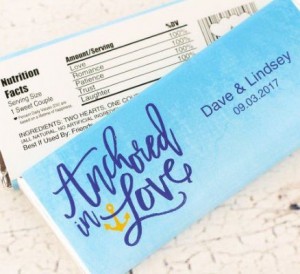 Nutrition
Facts
Serving Size
1 Sweet Couple
Amount/Serving %DV
Love 100%
Romance 100%
Patience 100%
Trust 100%
Laughter 100%
INGREDIENTS: TWO HEARTS, ONE
(ALL NATURAL, NO ARTIFICIAL
Best If Used By: Friends
Anchored
in
Love
Dave & Lindsey
09.03.2017